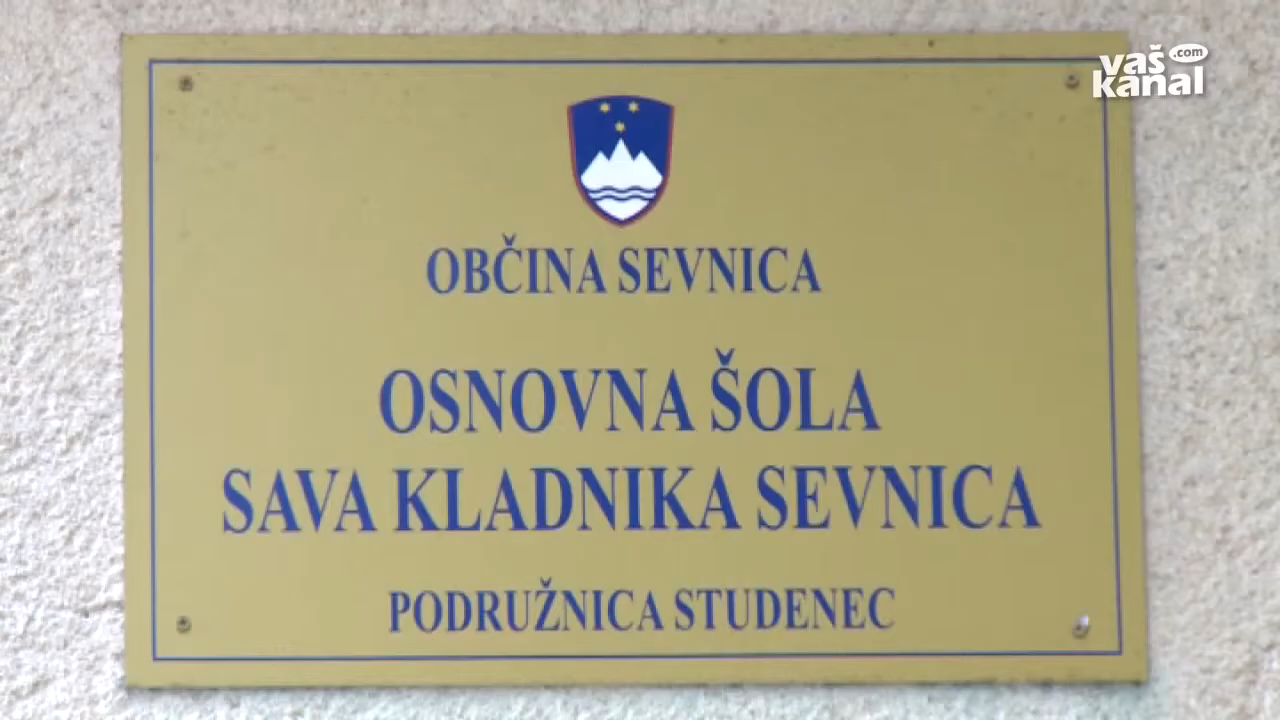 vaš .com
kanal
OBČINA SEVNICA
OSNOVNA ŠOLA
SAVA KLADNIKA SEVNICA
PODRUŽNICA STUDENEC